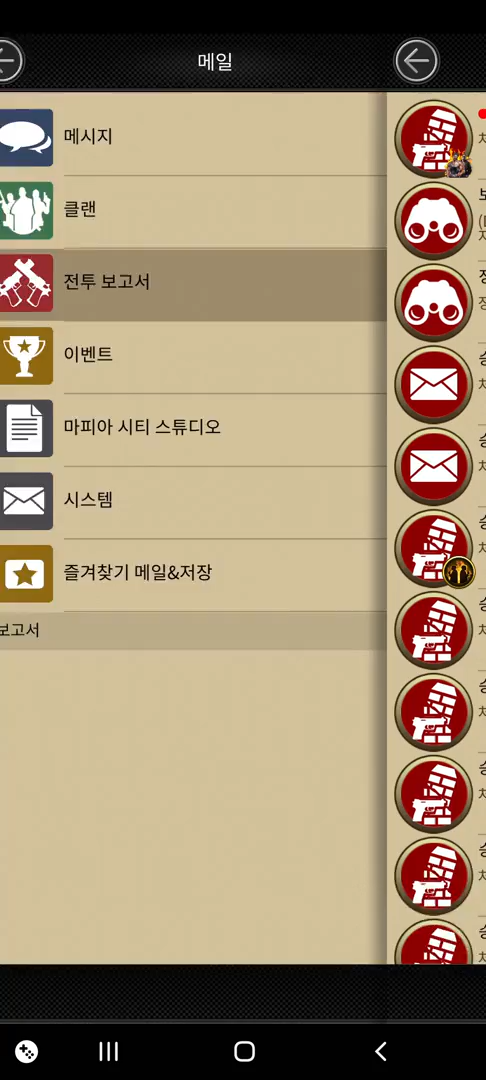 메일
메시지
클랜
전투 보고서
이벤트
마피아 시티 스튜디오
시스템
즐겨찾기 메일&저장
보고서